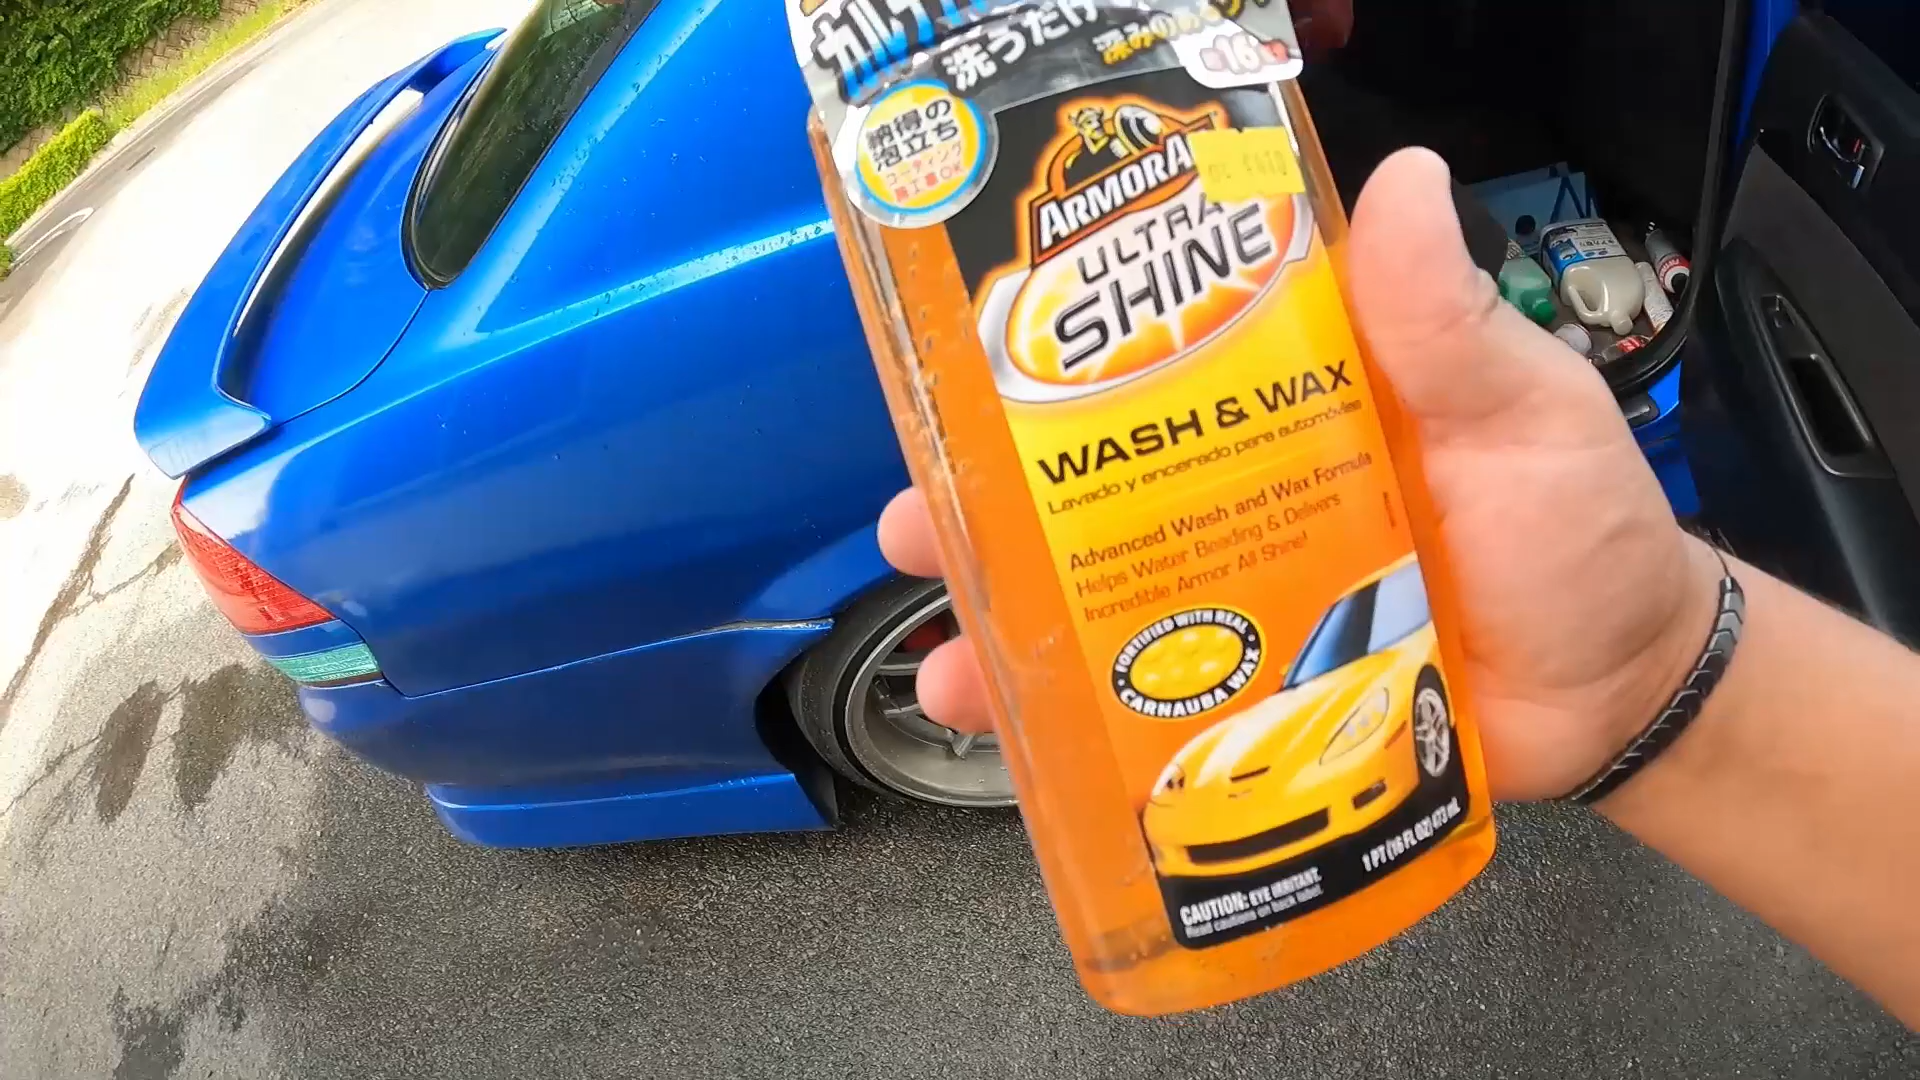 洗うだけ
納得の
泡立ち
コーティング
施工車OK
ARMOR A
ULTRA
SHINE
WASH & WAX
Lavado y encerado para automóviles
Advanced Wash and Wax Formula
Helps Water Beading & Delivers
Incredible Armor All Shine!
FORTIFIED WITH REAL
CARNAUBA WAX
1 PT (16 FL OZ) 473 mL
CAUTION: EYE IRRITANT.
Read cautions on back label.